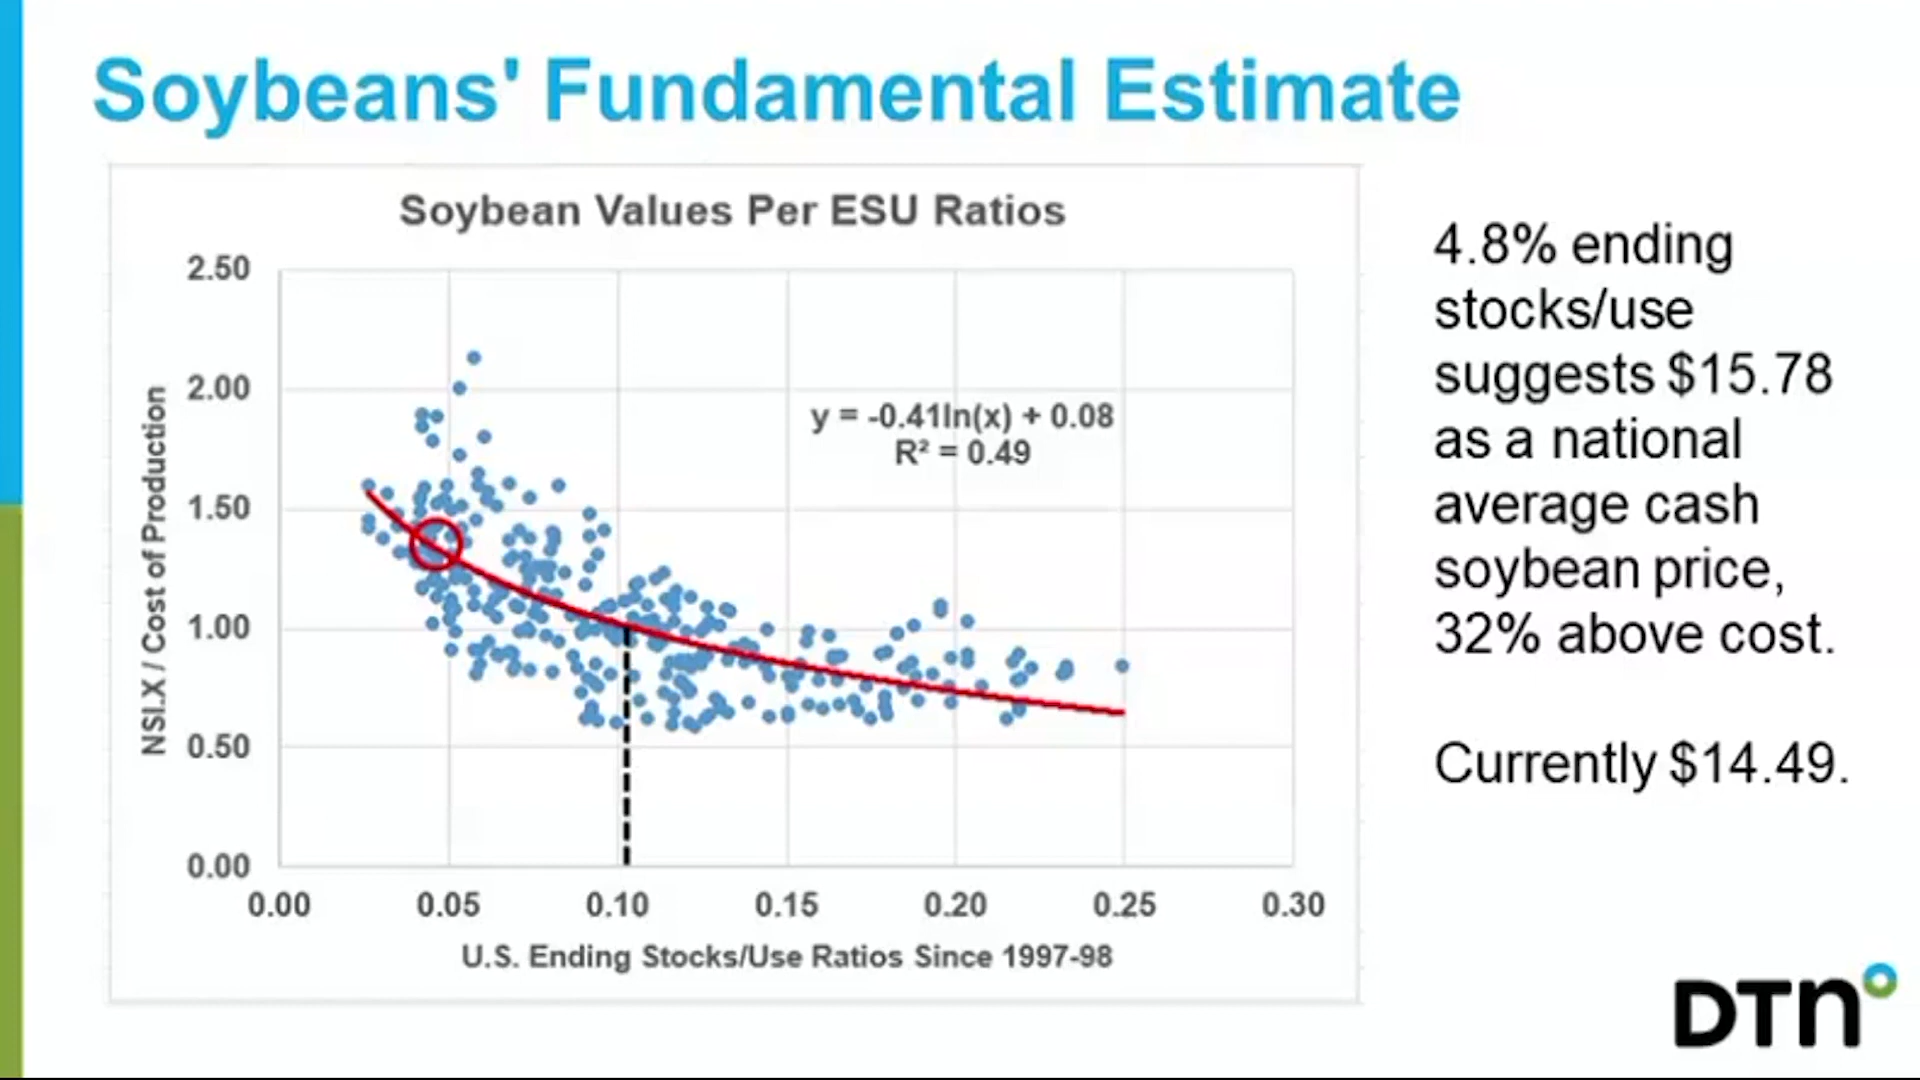 Soybeans' Fundamental Estimate
Soybean Values Per ESU Ratios
2.50
2.00
1.50
1.00
0.50
0.00
NSI.X / Cost of Production
y = -0.41ln(x) + 0.08
R² = 0.49
0.00 0.05 0.10 0.15 0.20 0.25 0.30
U.S. Ending Stocks/Use Ratios Since 1997-98
4.8% ending
stocks/use
suggests $15.78
as a national
average cash
soybean price,
32% above cost.
Currently $14.49.
DTN